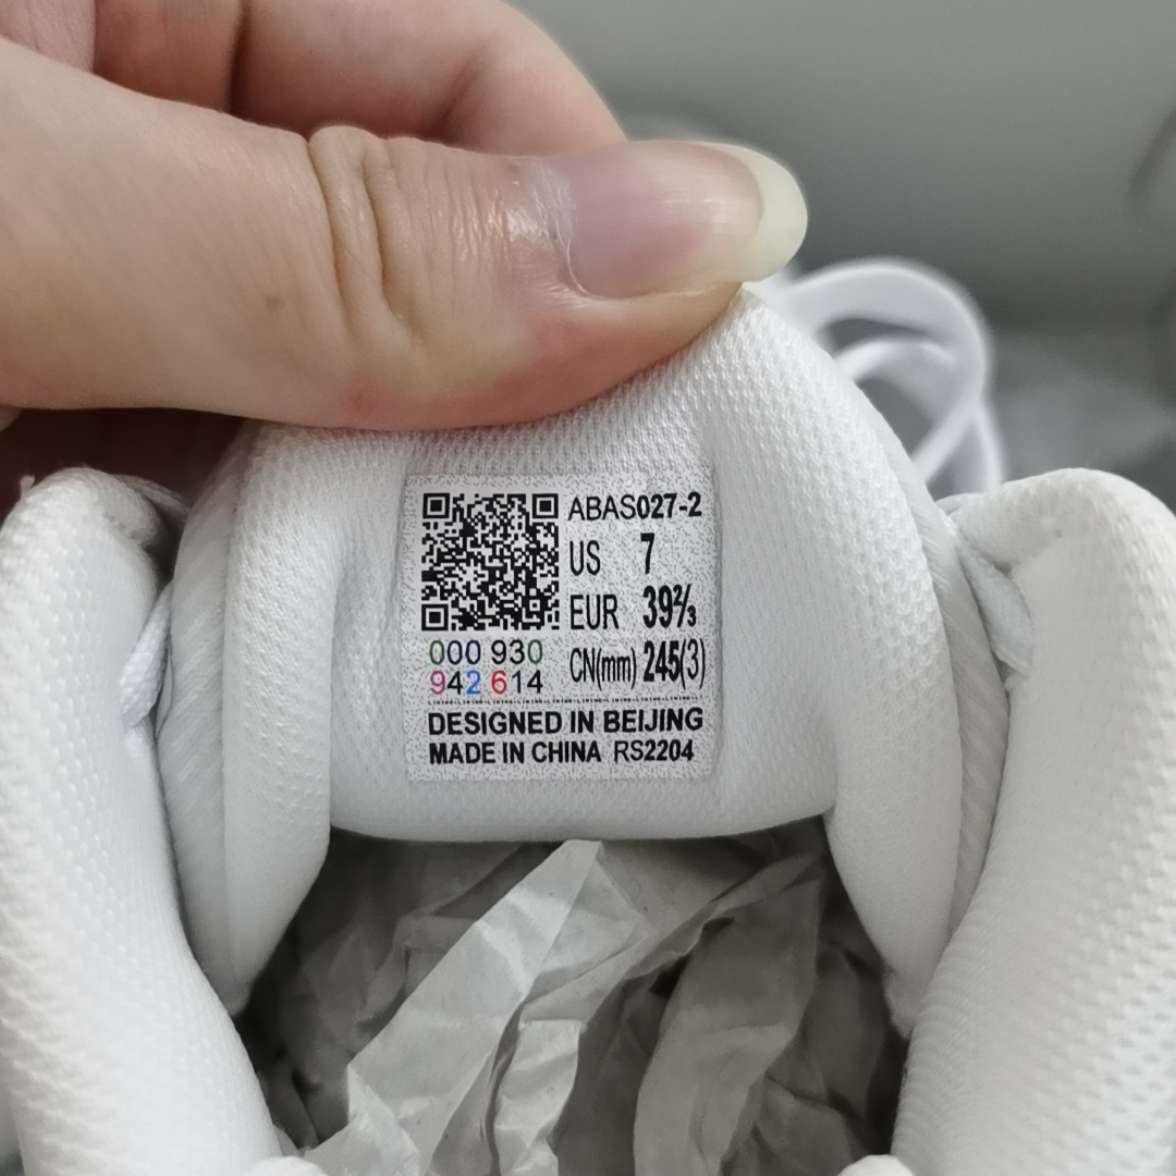 ABAS027-2
US 7
EUR 39⅔
CN(mm) 245(3)
000 930
942 614
DESIGNED IN BEIJING
MADE IN CHINA RS2204